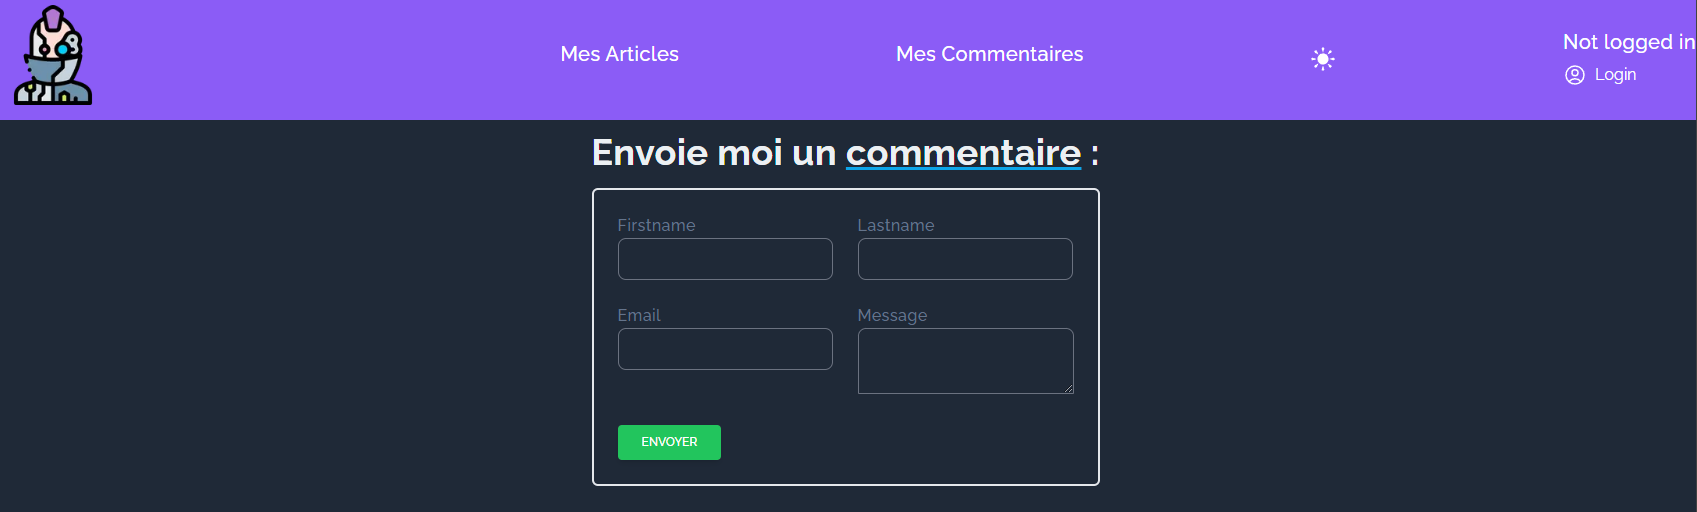 Mes Articles
Mes Commentaires
Not logged in
Login
Envoie moi un commentaire :
Firstname
Lastname
Email
Message
ENVOYER